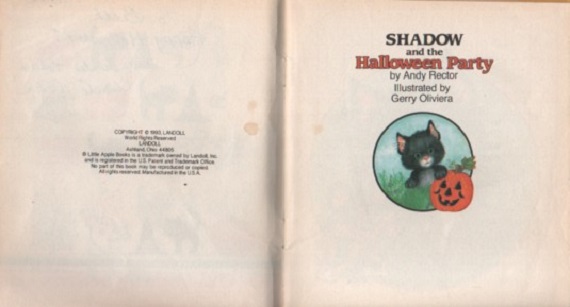 COPYRIGHT © 1993 LANDOLL
World Rights Reserved
LANDOLL
Ashland, Ohio 44805
© Little Apple Books is a trademark owned by Landoll, Inc.
and is registered in the U.S. Patent and Trademark Office.
No part of this book may be reproduced or copied.
All rights reserved. Manufactured in the U.S.A.
SHADOW
and the
Halloween Party
by Andy Rector
Illustrated by
Gerry Oliviera